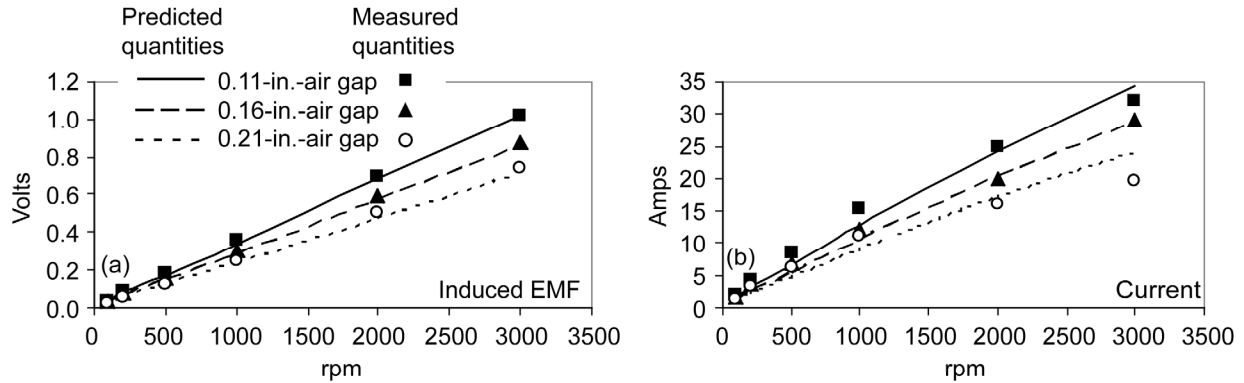 Predicted quantities
Measured quantities
0.11-in.-air gap
0.16-in.-air gap
0.21-in.-air gap
Volts
1.2
1.0
0.8
0.6
0.4
0.2
0.0
(a)
Induced EMF
0 500 1000 1500 2000 2500 3000 3500
rpm
Amps
35
30
25
20
15
10
5
0
(b)
Current
0 500 1000 1500 2000 2500 3000 3500
rpm